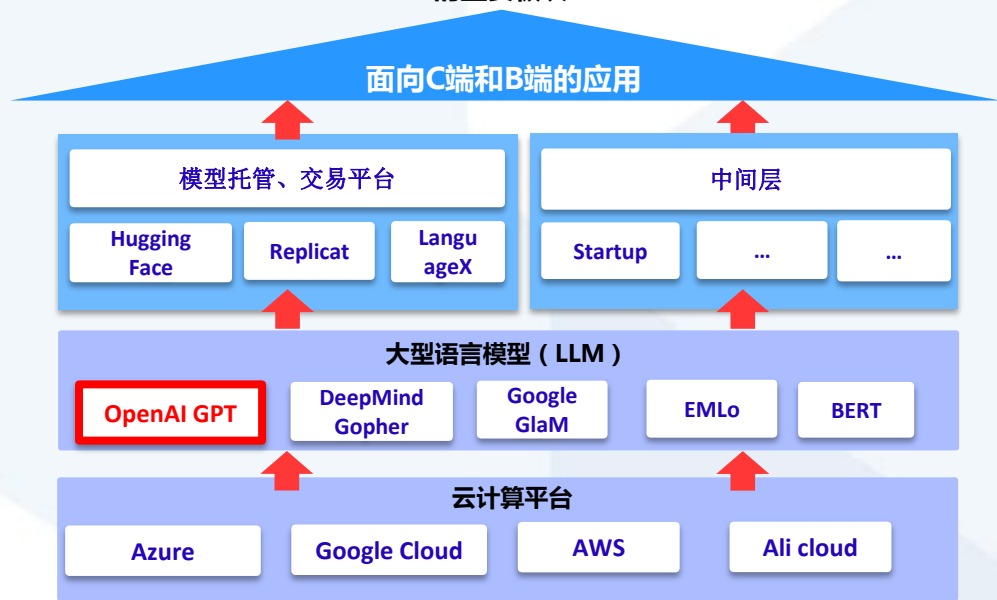 面向C端和B端的应用
模型托管、交易平台
中间层
Hugging
Face
Replicat
Langu
ageX
Startup
...
...
大型语言模型（LLM）
OpenAI GPT
DeepMind
Gopher
Google
GlaM
EMLo
BERT
云计算平台
Azure
Google Cloud
AWS
Ali cloud